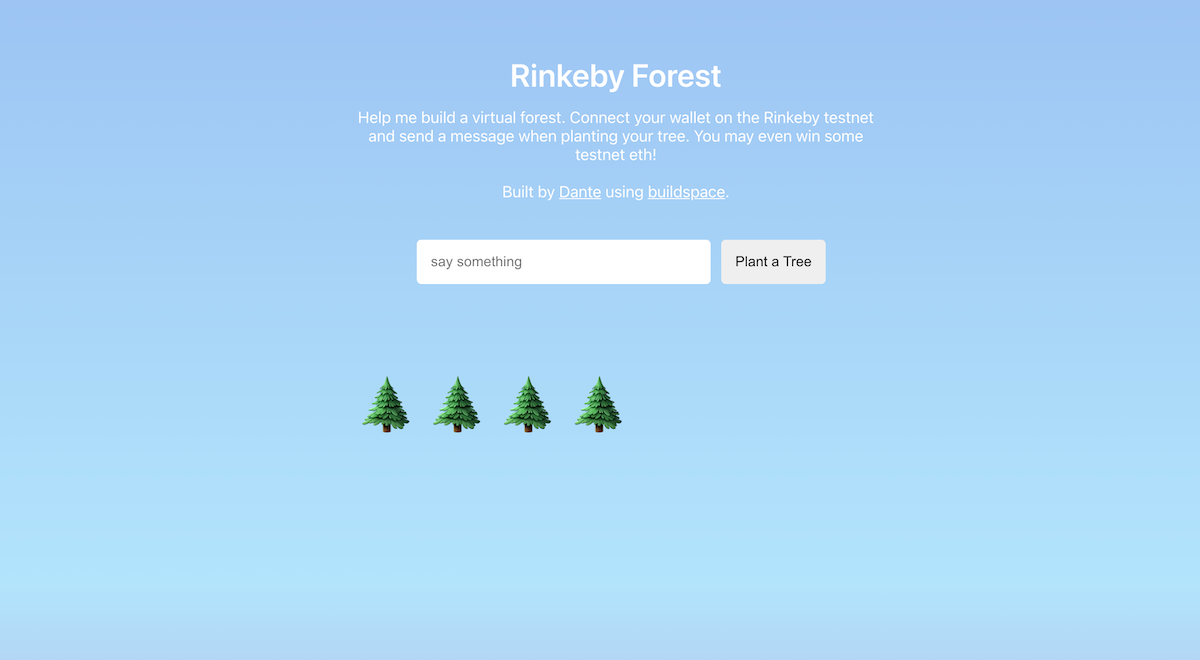 Rinkeby Forest
Help me build a virtual forest. Connect your wallet on the Rinkeby testnet
and send a message when planting your tree. You may even win some
testnet eth!
Built by Dante using buildspace.
say something
Plant a Tree